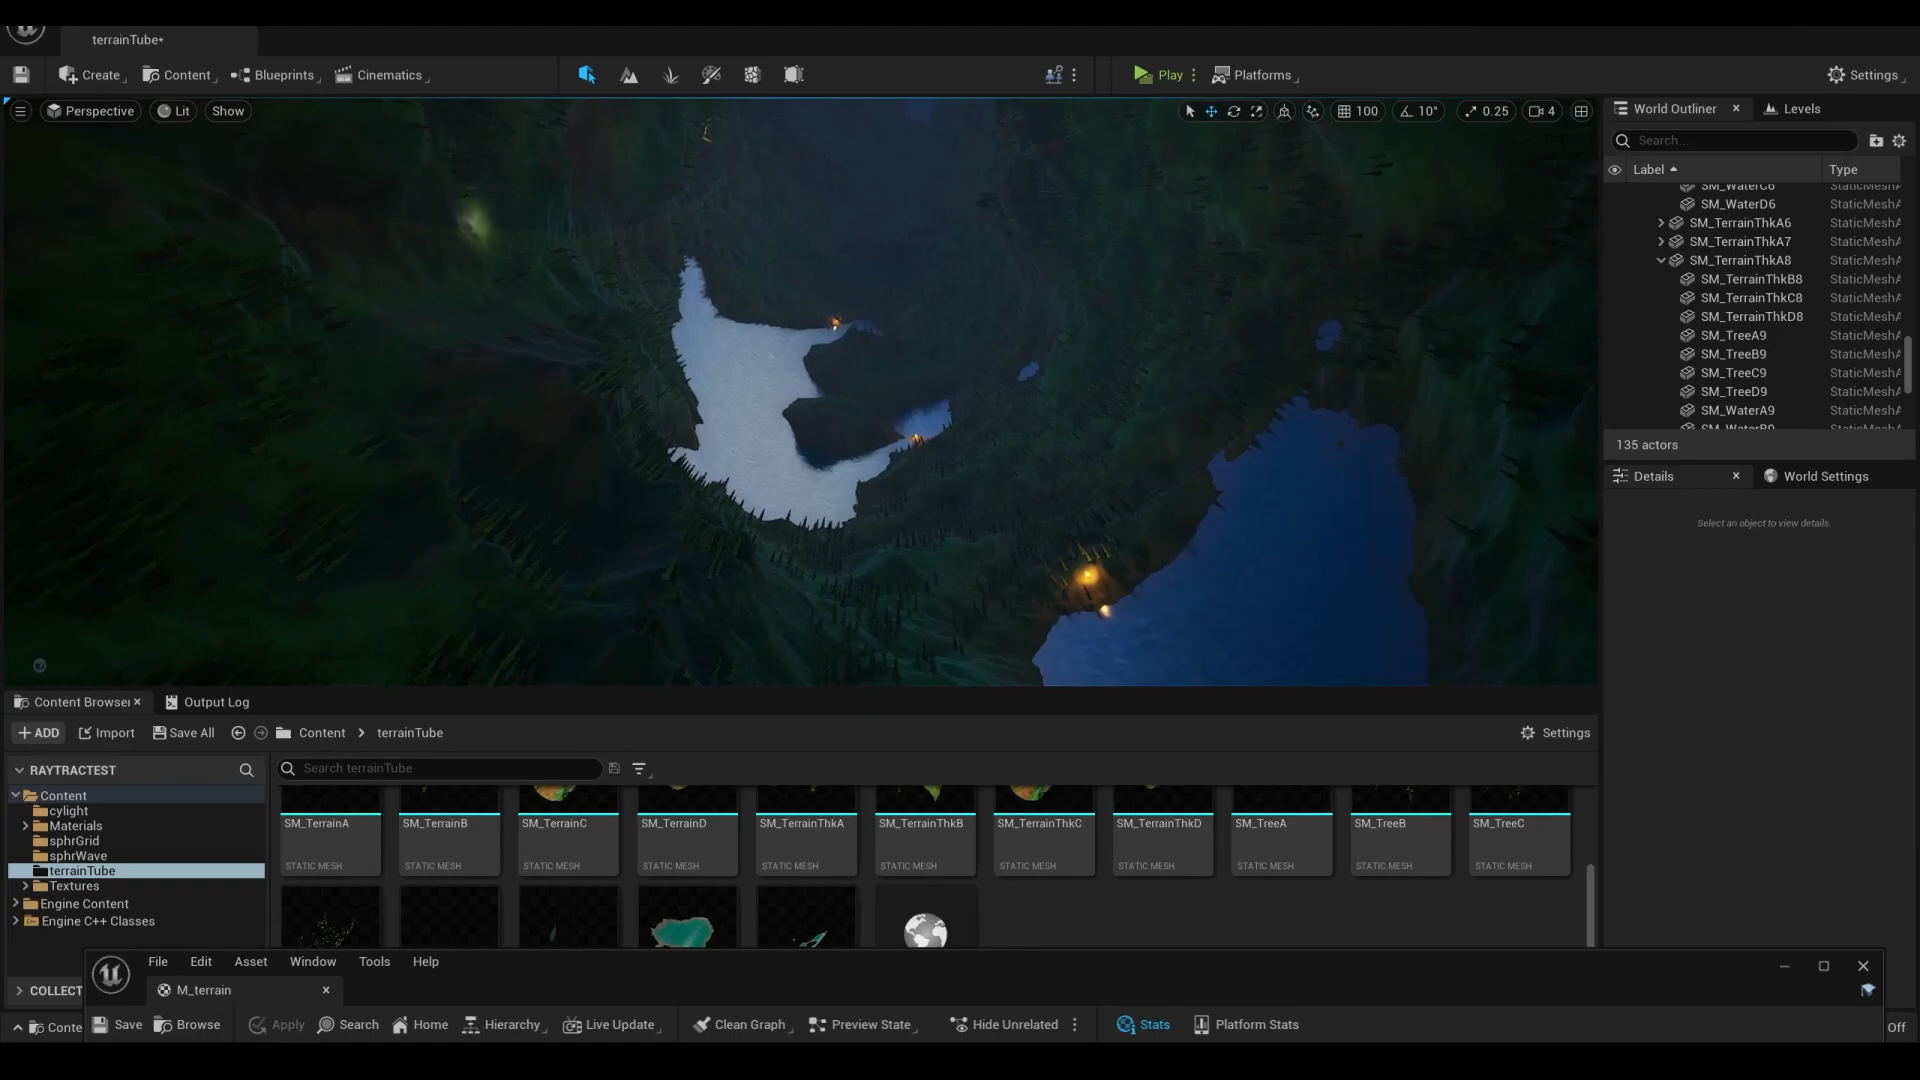 terrainTube•
Create
Content
Blueprints
Cinematics
Play
Platforms
Settings
Perspective
Lit
Show
100
10°
0.25
4
World Outliner
Levels
Search...
Label
Type
SM_WaterC6 StaticMeshA
SM_WaterD6 StaticMeshA
SM_TerrainThkA6 StaticMeshA
SM_TerrainThkA7 StaticMeshA
SM_TerrainThkA8 StaticMeshA
SM_TerrainThkB8 StaticMeshA
SM_TerrainThkC8 StaticMeshA
SM_TerrainThkD8 StaticMeshA
SM_TreeA9 StaticMeshA
SM_TreeB9 StaticMeshA
SM_TreeC9 StaticMeshA
SM_TreeD9 StaticMeshA
SM_WaterA9 StaticMeshA
SM_WaterB9 StaticMeshA
135 actors
Details
World Settings
Select an object to view details.
Content Browser
Output Log
ADD
Import
Save All
Content
terrainTube
Settings
RAYTRACTEST
Search terrainTube
Content
cylight
Materials
sphrGrid
sphrWave
terrainTube
Textures
Engine Content
Engine C++ Classes
COLLECT
SM_TerrainA
STATIC MESH
SM_TerrainB
STATIC MESH
SM_TerrainC
STATIC MESH
SM_TerrainD
STATIC MESH
SM_TerrainThkA
STATIC MESH
SM_TerrainThkB
STATIC MESH
SM_TerrainThkC
STATIC MESH
SM_TerrainThkD
STATIC MESH
SM_TreeA
STATIC MESH
SM_TreeB
STATIC MESH
SM_TreeC
STATIC MESH
File
Edit
Asset
Window
Tools
Help
M_terrain
Conte
Save
Browse
Apply
Search
Home
Hierarchy
Live Update
Clean Graph
Preview State
Hide Unrelated
Stats
Platform Stats
Off